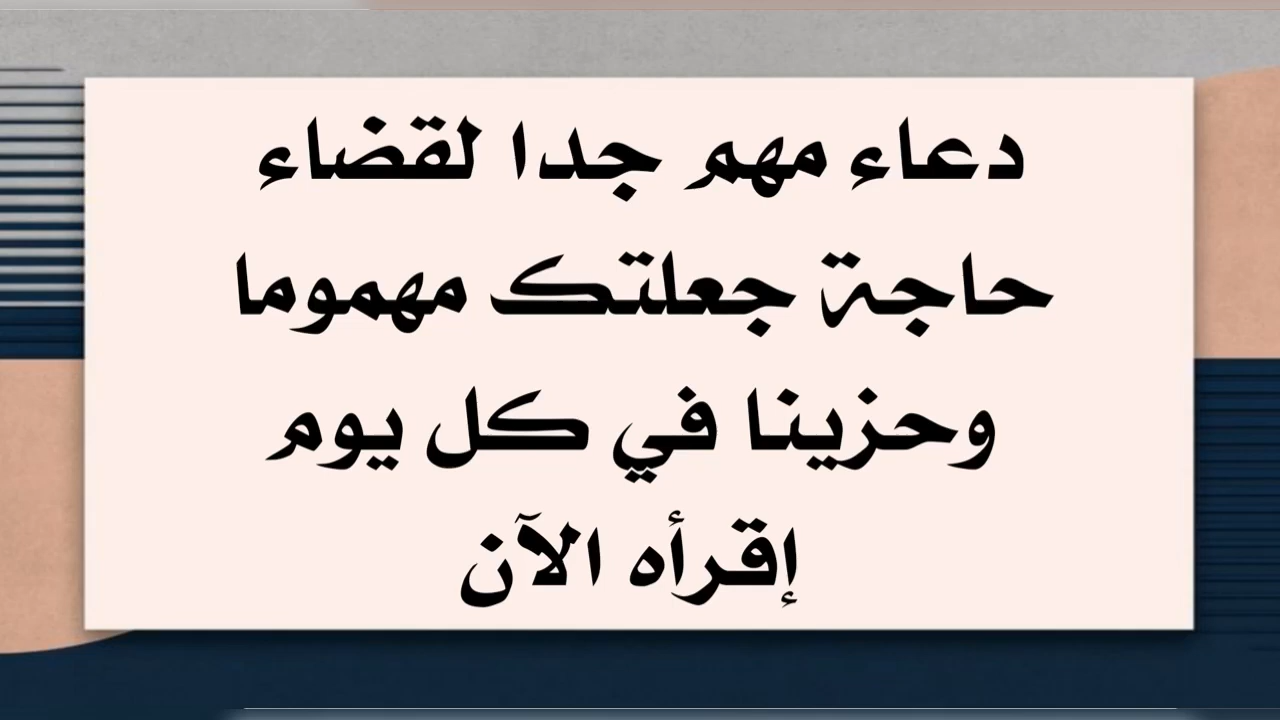 دعاء مهم جدا لقضاء
حاجة جعلتك مهموما
وحزينا في كل يوم
إقرأه الآن